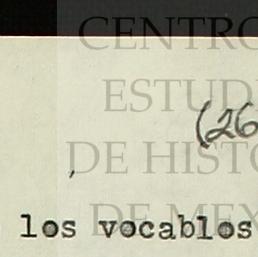 CENTRO
ESTUD
(26
DE HISTO
DE MEX
los vocablos